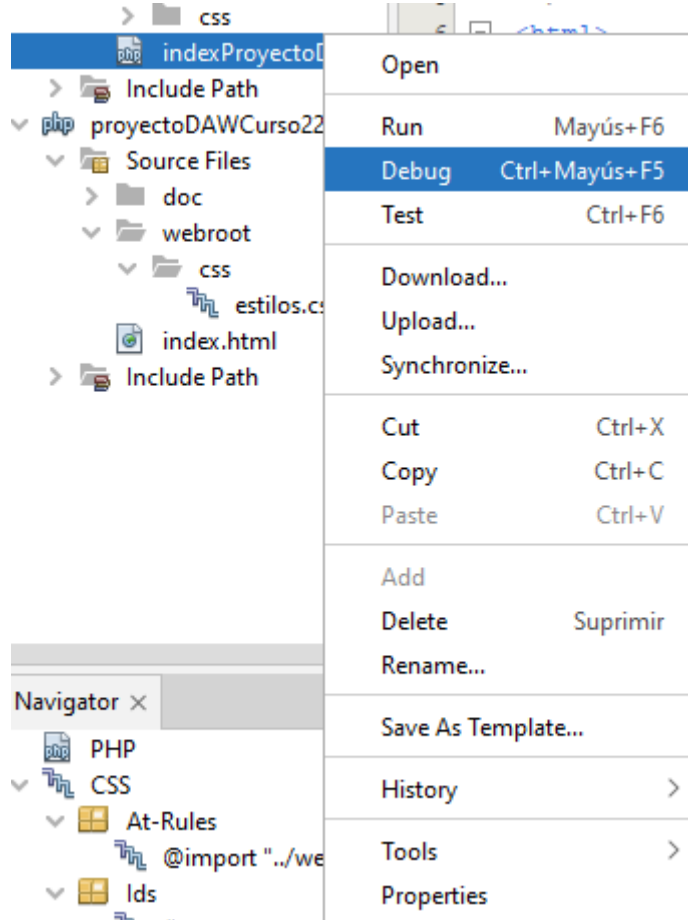 css
indexProyectoD
Include Path
proyectoDAWCurso22
Source Files
doc
webroot
css
estilos.cs
index.html
Include Path
6 <html>
Open
Run Mayús+F6
Debug Ctrl+Mayús+F5
Test Ctrl+F6
Download...
Upload...
Synchronize...
Cut Ctrl+X
Copy Ctrl+C
Paste Ctrl+V
Add
Delete Suprimir
Rename...
Save As Template...
History
Tools
Properties
Navigator
PHP
CSS
At-Rules
@import "../we
Ids